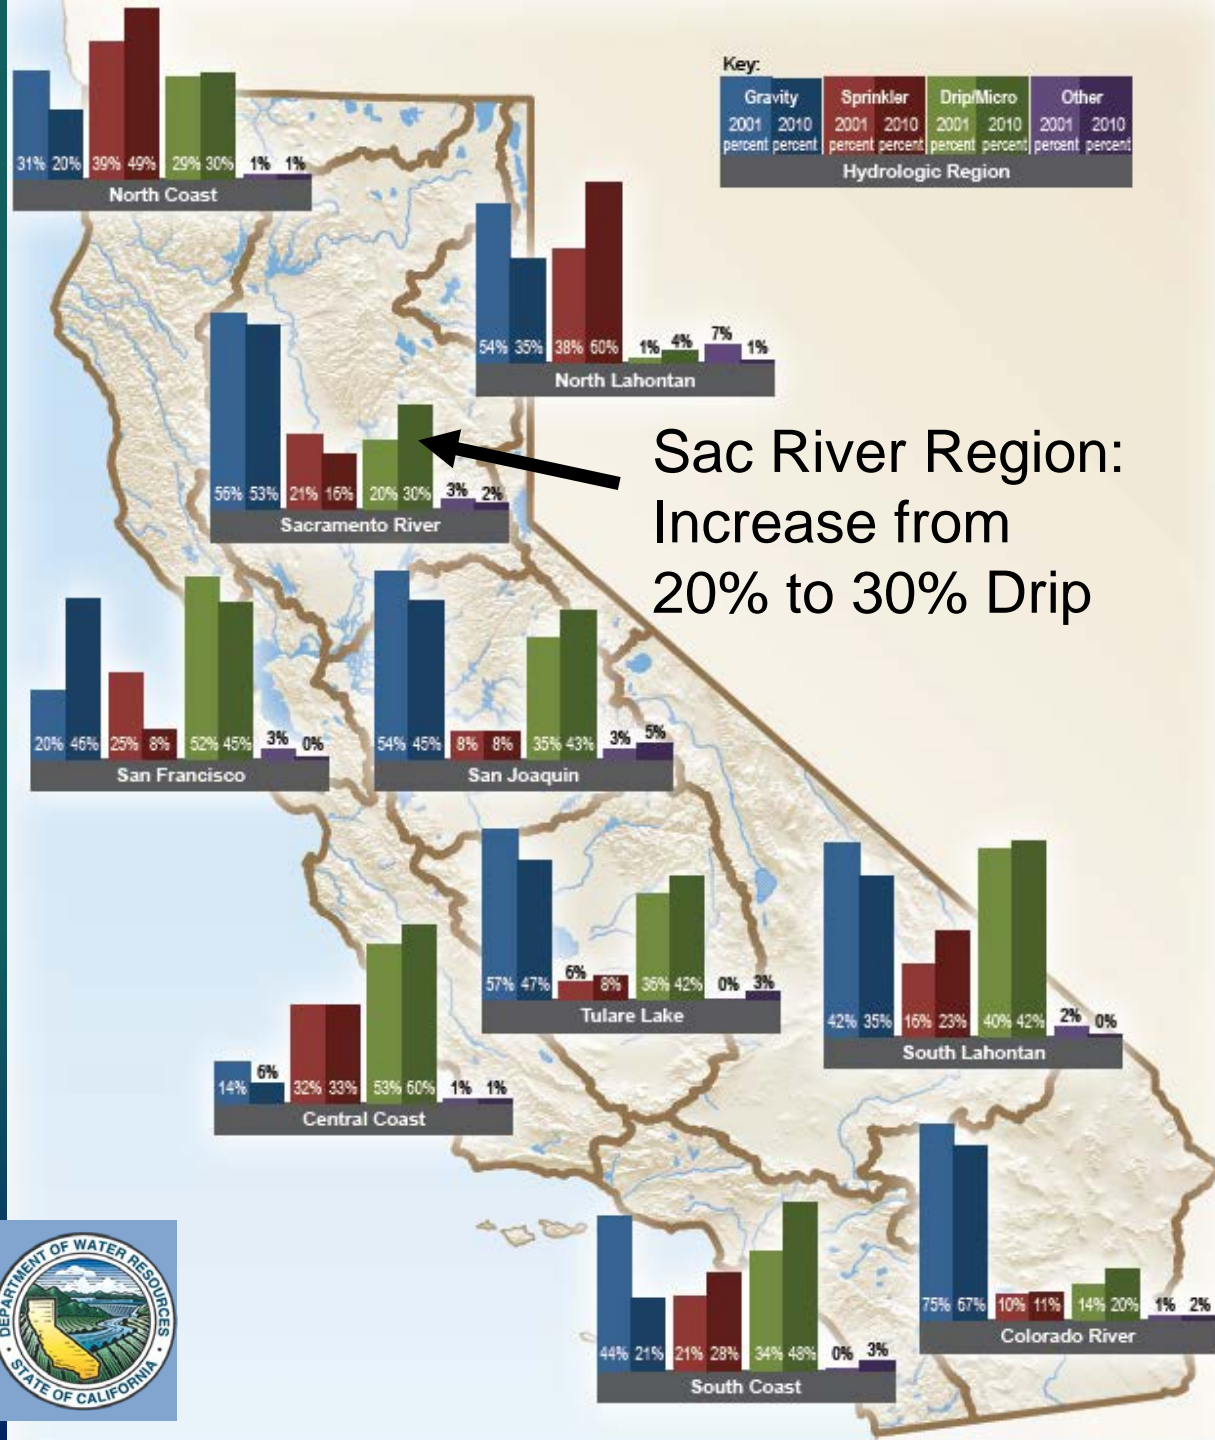 Key:
Gravity Sprinkler Drip/Micro Other
2001 2010 2001 2010 2001 2010 2001 2010
percent percent percent percent percent percent percent percent
Hydrologic Region
31% 20% 39% 49% 29% 30% 1% 1%
North Coast
54% 35% 38% 60% 1% 4% 7% 1%
North Lahontan
56% 53% 21% 16% 20% 30% 3% 2%
Sacramento River
Sac River Region:
Increase from
20% to 30% Drip
20% 46% 25% 8% 52% 45% 3% 0%
San Francisco
54% 45% 8% 8% 35% 43% 3% 5%
San Joaquin
57% 47% 6% 8% 36% 42% 0% 3%
Tulare Lake
42% 35% 16% 23% 40% 42% 2% 0%
South Lahontan
14% 6% 32% 33% 53% 60% 1% 1%
Central Coast
75% 67% 10% 11% 14% 20% 1% 2%
Colorado River
44% 21% 21% 28% 34% 48% 0% 3%
South Coast
DEPARTMENT OF WATER RESOURCES
STATE OF CALIFORNIA